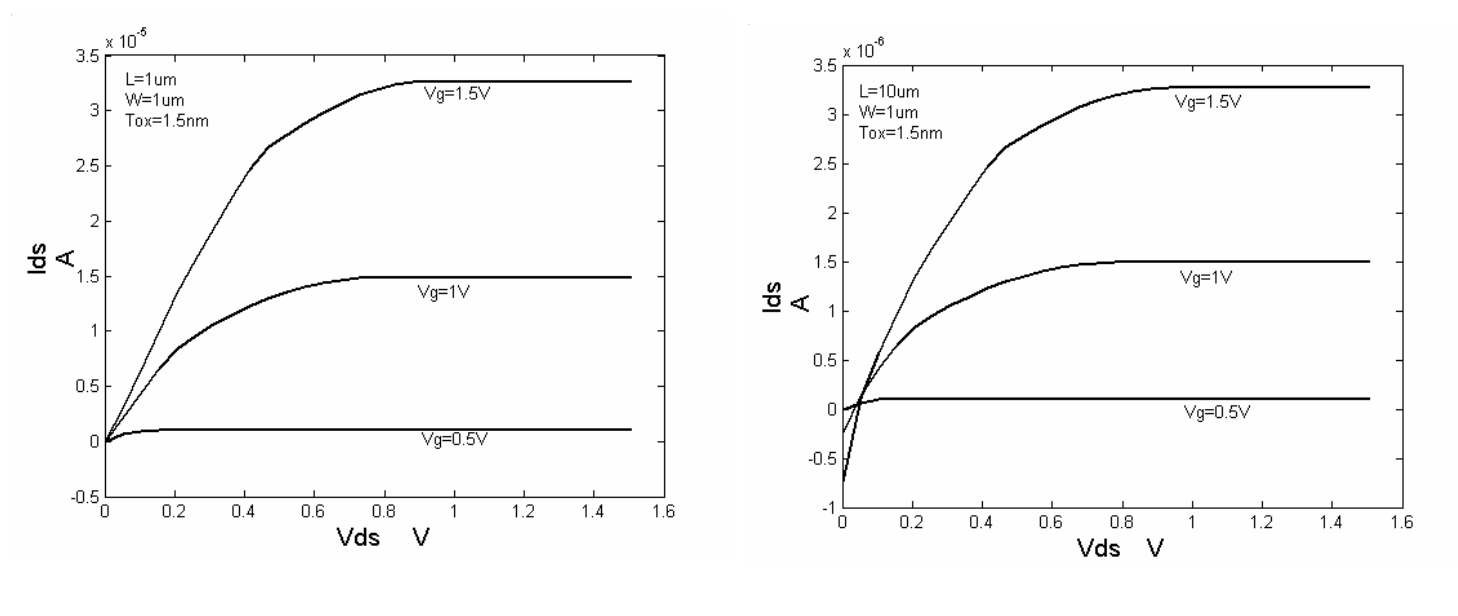 x 10-5
3.5
3
2.5
2
1.5
1
0.5
0
-0.5
L=1um
W=1um
Tox=1.5nm
Vg=1.5V
Vg=1V
Vg=0.5V
Ids
A
0 0.2 0.4 0.6 0.8 1 1.2 1.4 1.6
Vds V
x 10-6
3.5
3
2.5
2
1.5
1
0.5
0
-0.5
-1
L=10um
W=1um
Tox=1.5nm
Vg=1.5V
Vg=1V
Vg=0.5V
Ids
A
0 0.2 0.4 0.6 0.8 1 1.2 1.4 1.6
Vds V